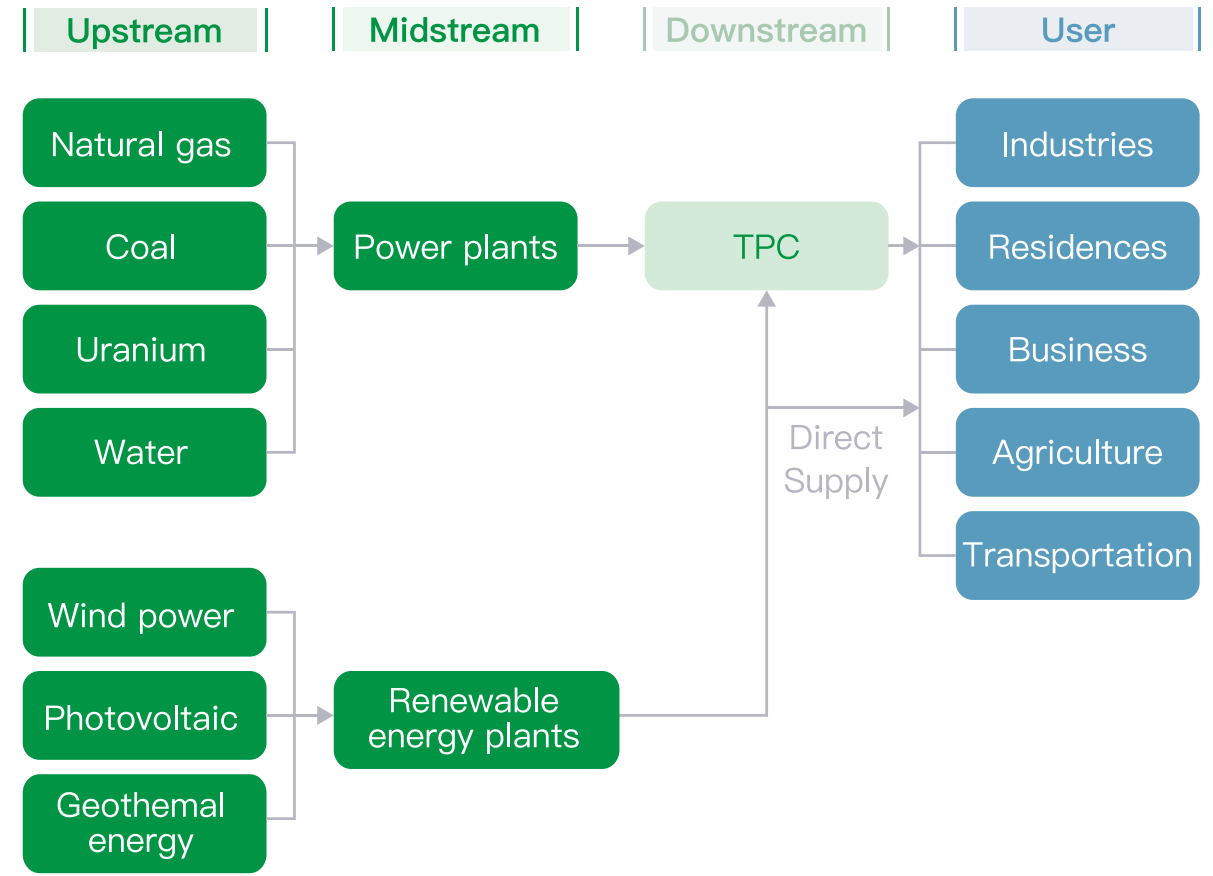 Upstream
Midstream
Downstream
User
Natural gas
Coal
Uranium
Water
Power plants
TPC
Industries
Residences
Business
Agriculture
Transportation
Direct
Supply
Wind power
Photovoltaic
Geothemal
energy
Renewable
energy plants